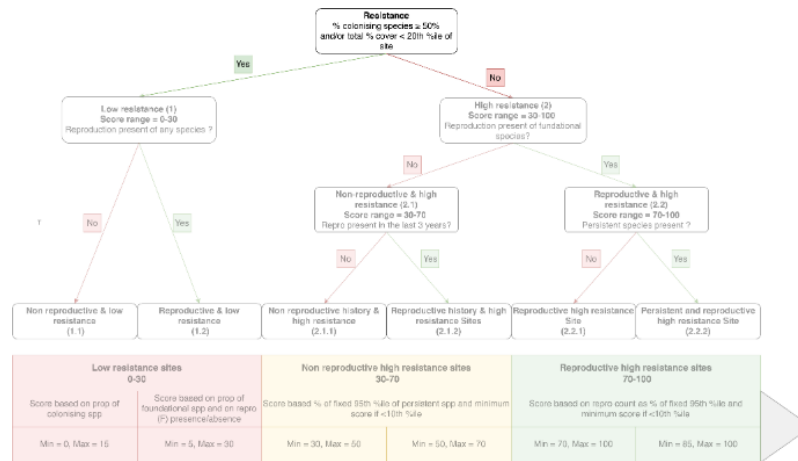 Resistance
% colonising species ≥ 50%
and/or total % cover < 20th %ile of
site
Yes
No
Low resistance (1)
Score range = 0-30
Reproduction present of any species ?
High resistance (2)
Score range = 30-100
Reproduction present of fundational
species?
No
Yes
Non-reproductive & high
resistance (2.1)
Score range = 30-70
Repro present in the last 3 years?
Reproductive & high
resistance (2.2)
Score range = 70-100
Persistent species present ?
No
Yes
No
Yes
No
Yes
Non reproductive & low
resistance
(1.1)
Reproductive & low
resistance
(1.2)
Non reproductive history &
high resistance
(2.1.1)
Reproductive history & high
resistance Sites
(2.1.2)
Reproductive high resistance
Site
(2.2.1)
Persistent and reproductive
high resistance Site
(2.2.2)
Low resistance sites
0-30
Non reproductive high resistance sites
30-70
Reproductive high resistance sites
70-100
Score based on prop of
colonising spp
Score based on prop of
foundational spp and on repro
(F) presence/absence
Score based % of fixed 95th %ile of persistent spp and minimum
score if <10th %ile
Score based on repro count as % of fixed 95th %ile and
minimum score if <10th %ile
Min = 0, Max = 15
Min = 5, Max = 30
Min = 30, Max = 50
Min = 50, Max = 70
Min = 70, Max = 100
Min = 85, Max = 100